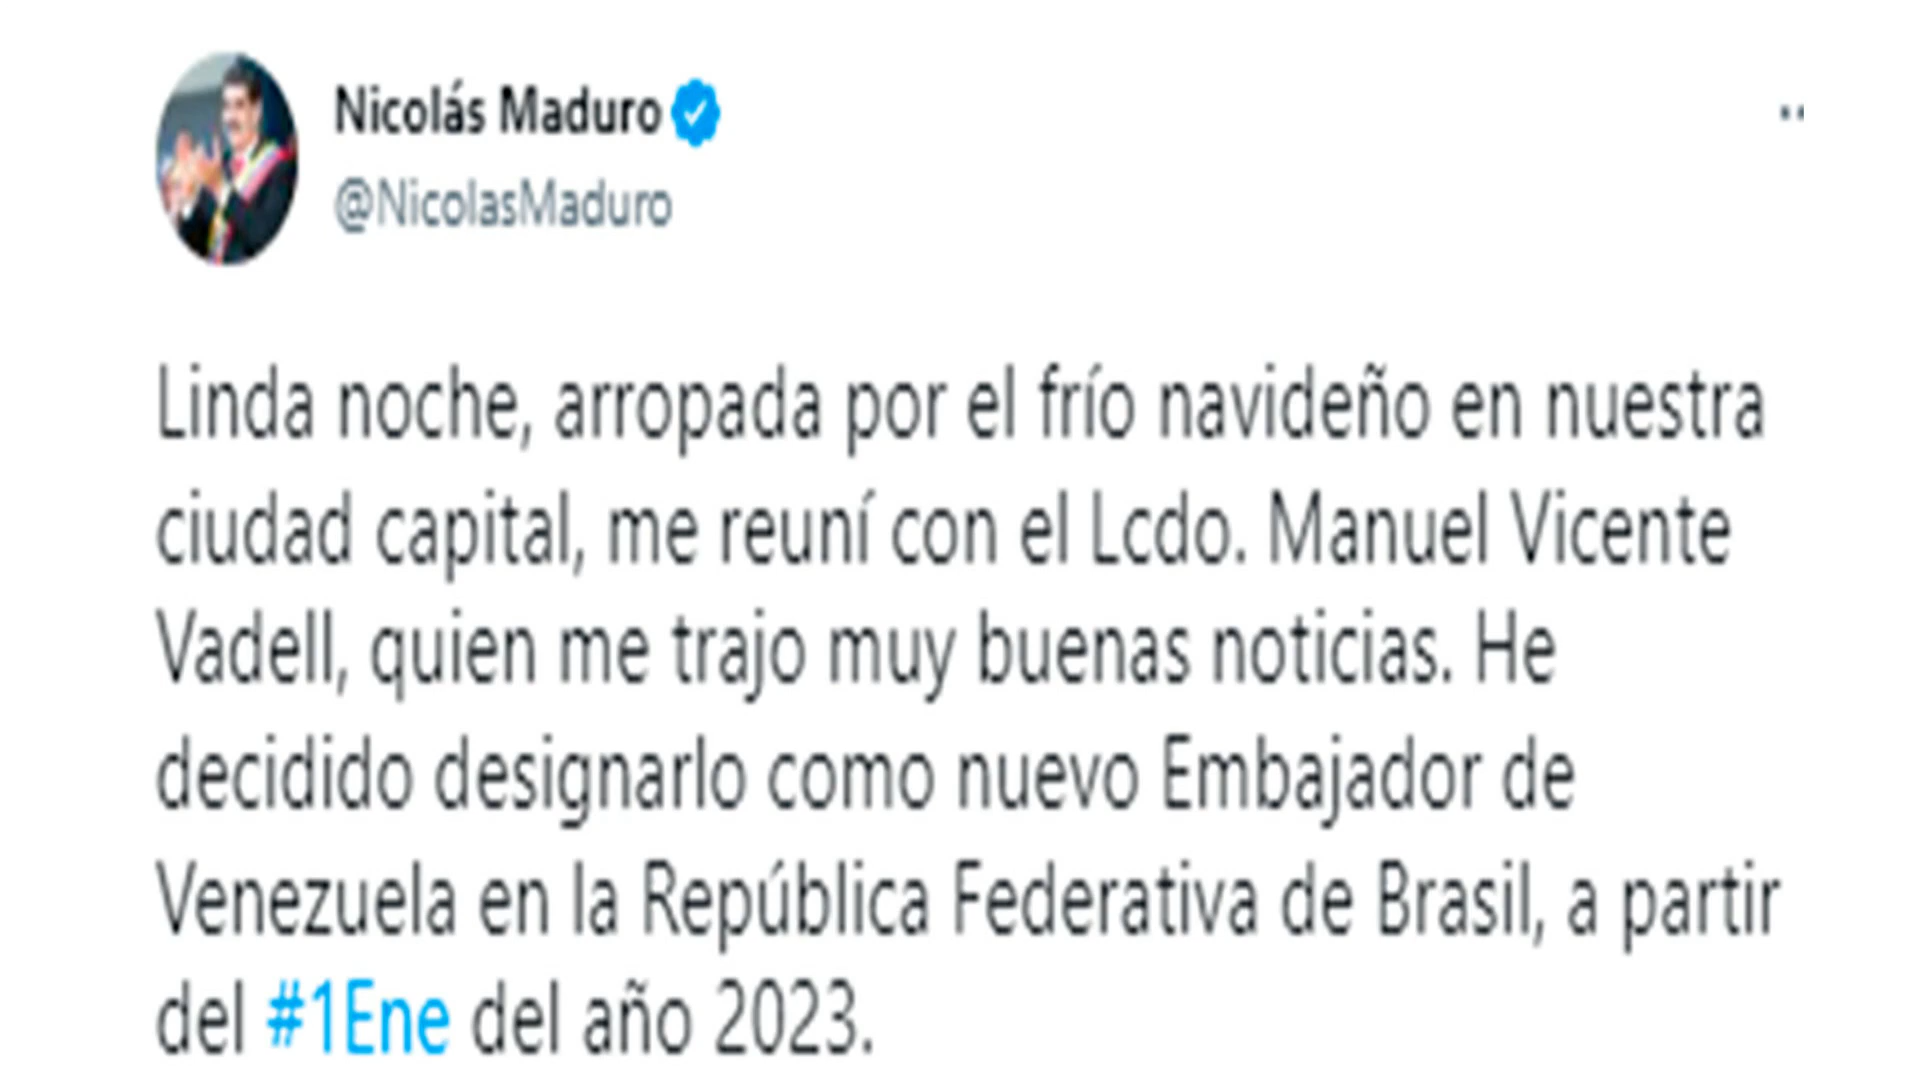 Nicolás Maduro
@NicolasMaduro
Linda noche, arropada por el frío navideño en nuestra
ciudad capital, me reuní con el Lcdo. Manuel Vicente
Vadell, quien me trajo muy buenas noticias. He
decidido designarlo como nuevo Embajador de
Venezuela en la República Federativa de Brasil, a partir
del #1Ene del año 2023.